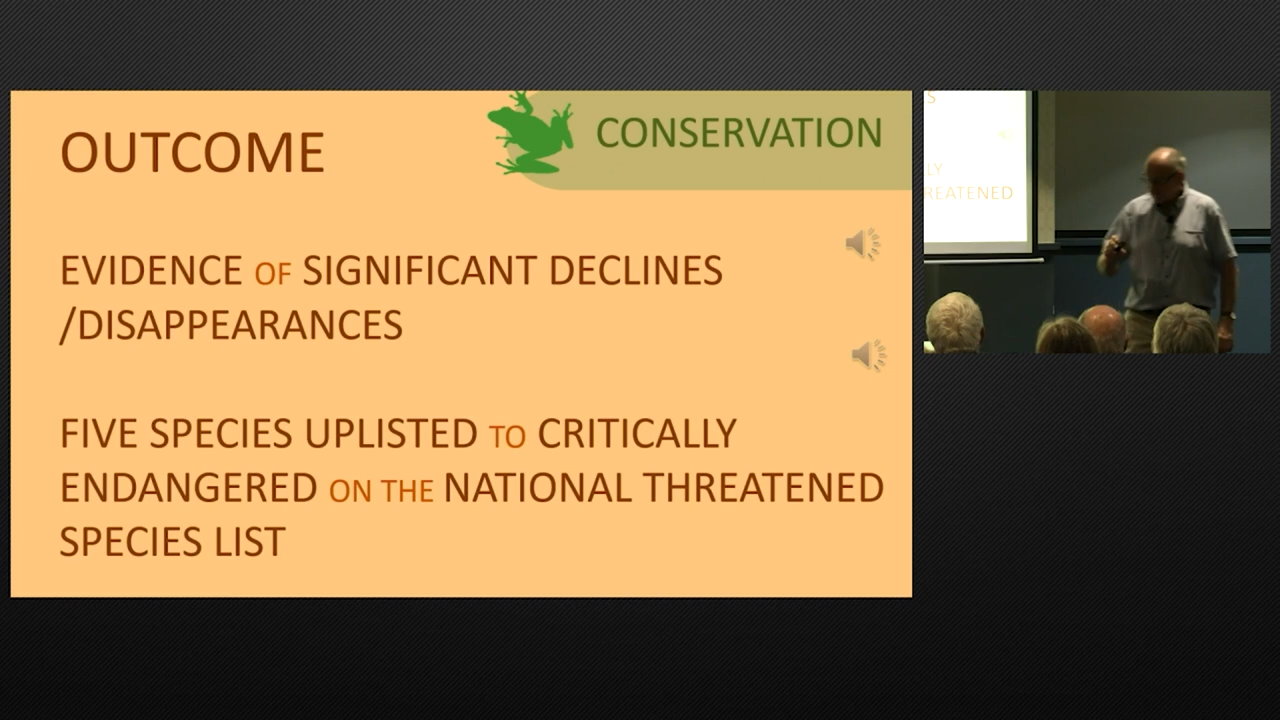 OUTCOME
CONSERVATION
EVIDENCE OF SIGNIFICANT DECLINES
/DISAPPEARANCES
FIVE SPECIES UPLISTED TO CRITICALLY
ENDANGERED ON THE NATIONAL THREATENED
SPECIES LIST
S
LY
REATENED